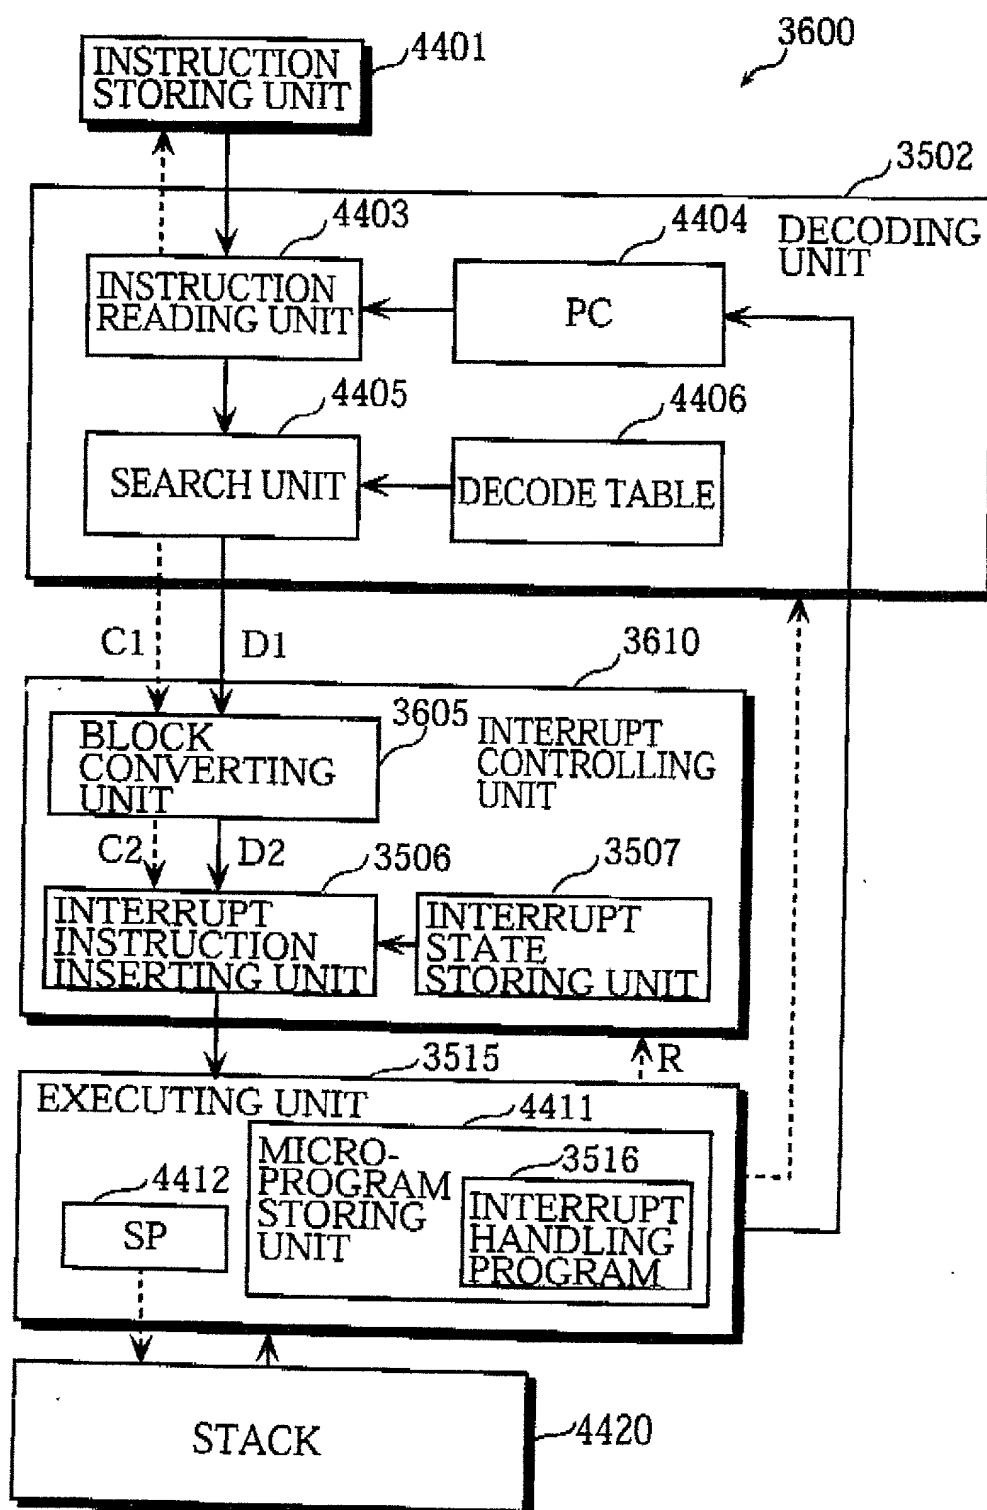 3600
INSTRUCTION
STORING UNIT
4401
3502
DECODING
UNIT
4403
INSTRUCTION
READING UNIT
4404
PC
4405
SEARCH UNIT
4406
DECODE TABLE
C1
D1
3610
3605
BLOCK
CONVERTING
UNIT
INTERRUPT
CONTROLLING
UNIT
C2
D2
3506
INTERRUPT
INSTRUCTION
INSERTING UNIT
3507
INTERRUPT
STATE
STORING UNIT
R
3515
EXECUTING UNIT
4411
MICRO-
PROGRAM
STORING
UNIT
3516
INTERRUPT
HANDLING
PROGRAM
4412
SP
STACK
4420